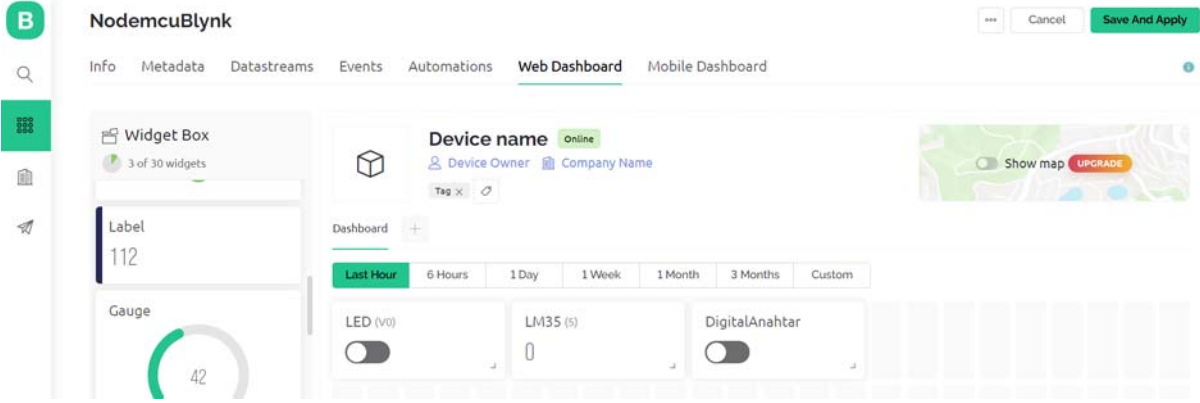 B
NodemcuBlynk
Cancel
Save And Apply
Info Metadata Datastreams Events Automations Web Dashboard Mobile Dashboard
Widget Box
3 of 30 widgets
Label
112
Gauge
42
Device name Online
Device Owner Company Name
Tag
Show map UPGRADE
Dashboard
Last Hour 6 Hours 1 Day 1 Week 1 Month 3 Months Custom
LED (V0)
LM35 (5)
0
DigitalAnahtar